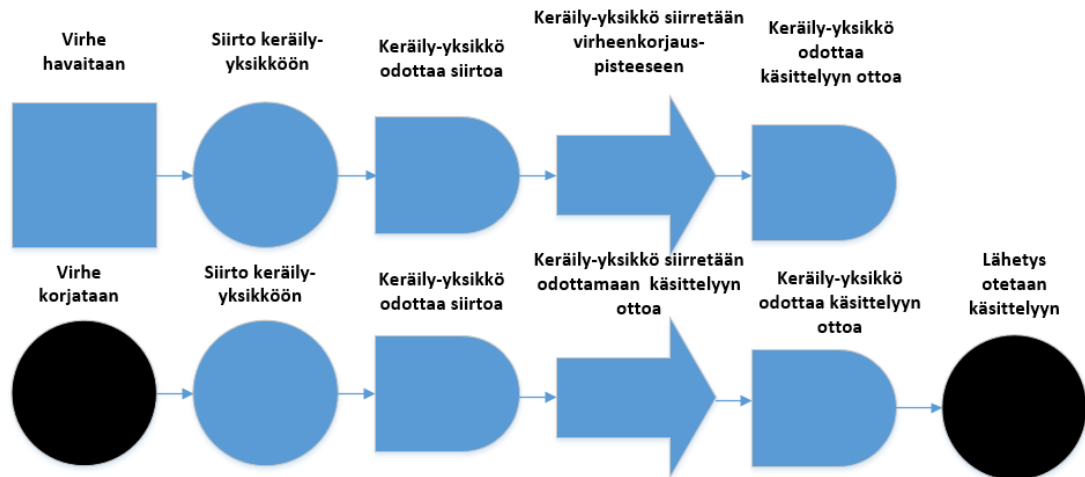 Virhe
havaitaan
Siirto keräily-
yksikköön
Keräily-yksikkö
odottaa siirtoa
Keräily-yksikkö siirretään
virheenkorjaus-
pisteeseen
Keräily-yksikkö
odottaa
käsittelyyn ottoa
Virhe
korjataan
Siirto keräily-
yksikköön
Keräily-yksikkö
odottaa siirtoa
Keräily-yksikkö siirretään
odottamaan käsittelyyn
ottoa
Keräily-yksikkö
odottaa käsittelyyn
ottoa
Lähetys
otetaan
käsittelyyn